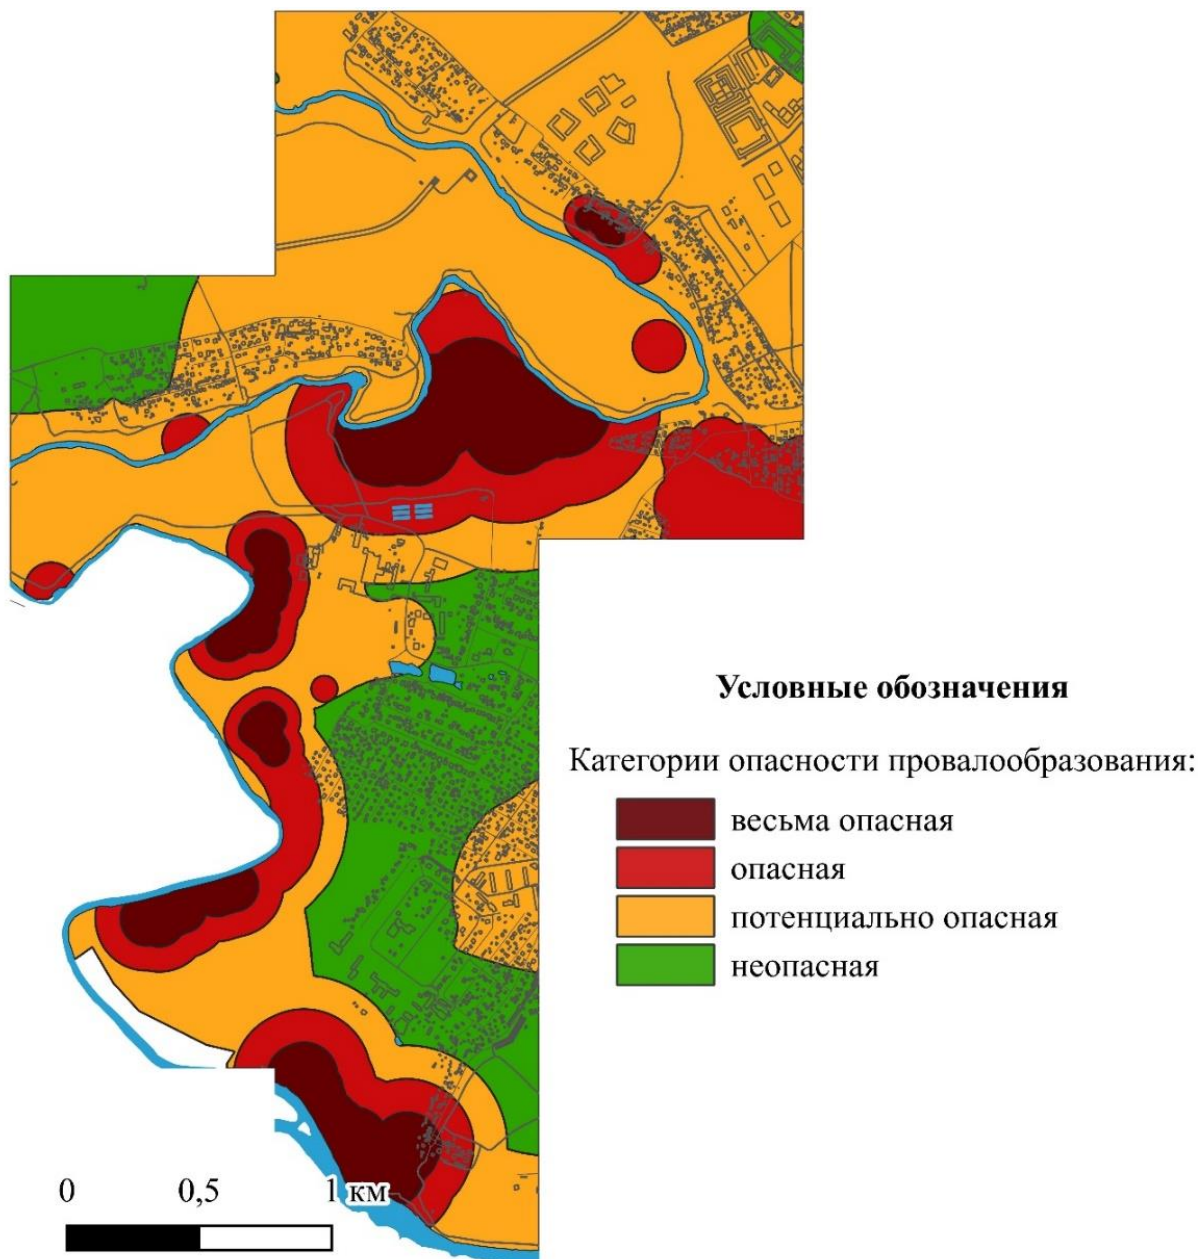 Условные обозначения
Категории опасности провалообразования:
весьма опасная
опасная
потенциально опасная
неопасная
0 0,5 1 км